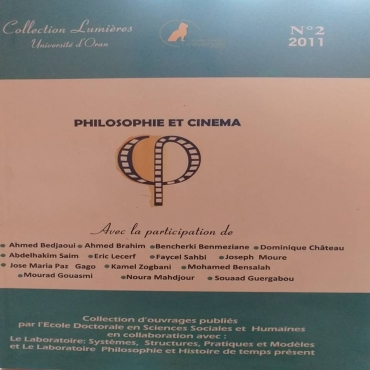 Collection Lumières
Université d'Oran
N°2
2011
PHILOSOPHIE ET CINEMA
Avec la participation de
Ahmed Bedjaoui Ahmed Brahim Bencherki Benmeziane Dominique Château
Abdelhakim Saim Eric Lecerf Fayçel Sahbi Joseph Moure
Jose Maria Paz Gago Kamel Zogbani Mohamed Bensalah
Mourad Gouasmi Noura Mahdjour Souaad Guergabou
Collection d'ouvrages publiés
par l'Ecole Doctorale en Sciences Sociales et Humaines
en collaboration avec :
Le Laboratoire: Systèmes, Structures, Pratiques et Modèles
et Le Laboratoire Philosophie et Histoire de temps présent